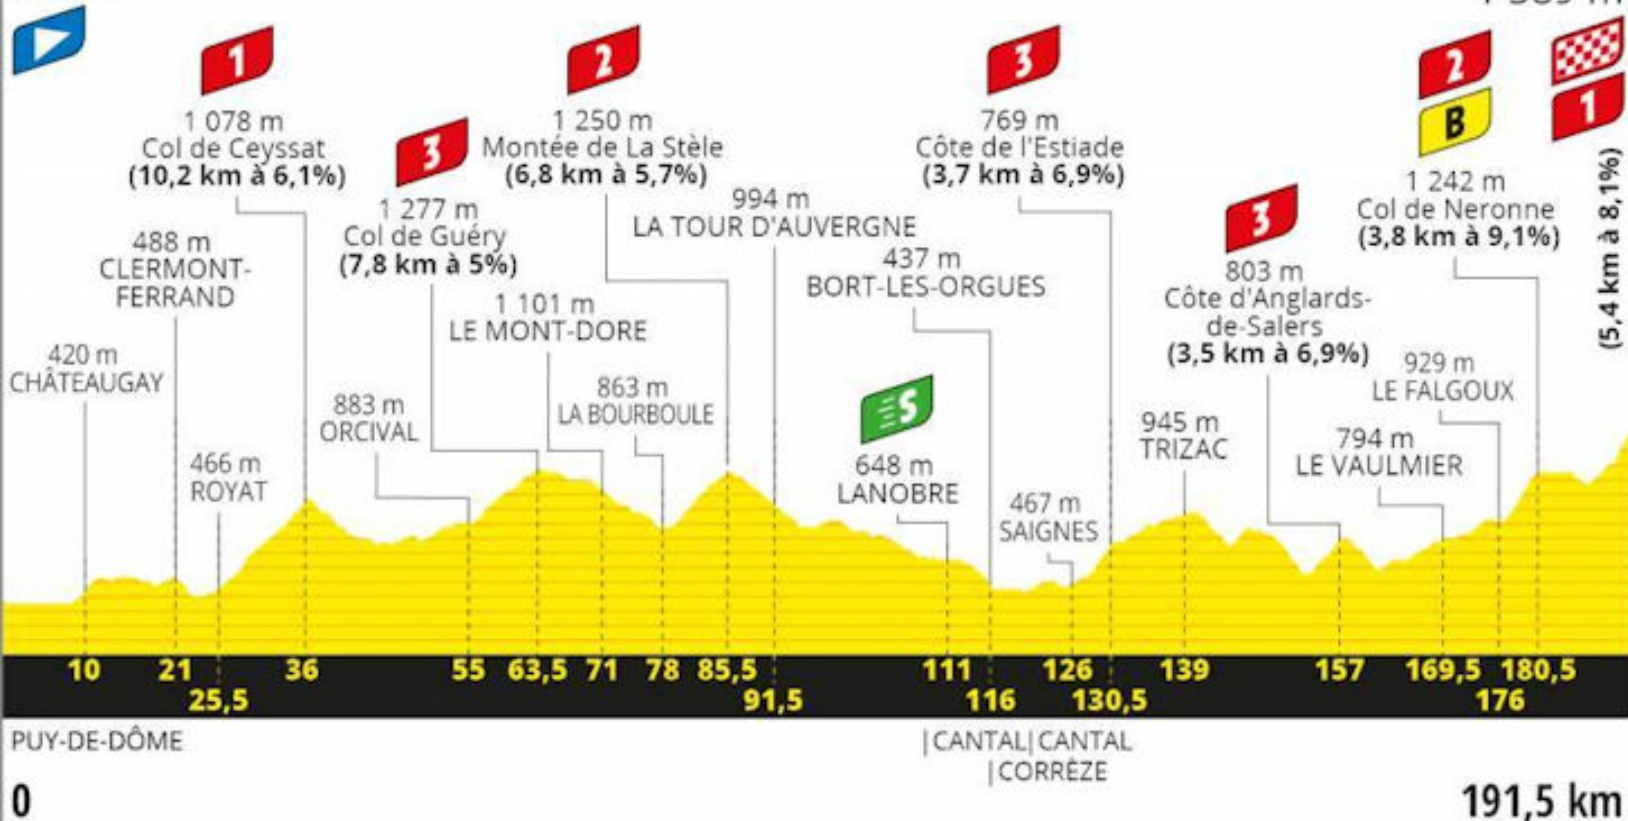 1
1 078 m
Col de Ceyssat
(10,2 km à 6,1%)
488 m
CLERMONT-
FERRAND
420 m
CHÂTEAUGAY
466 m
ROYAT
3
1 277 m
Col de Guéry
(7,8 km à 5%)
883 m
ORCIVAL
2
1 250 m
Montée de La Stèle
(6,8 km à 5,7%)
1 101 m
LE MONT-DORE
863 m
LA BOURBOULE
994 m
LA TOUR D'AUVERGNE
437 m
BORT-LES-ORGUES
S
648 m
LANOBRE
3
769 m
Côte de l'Estiade
(3,7 km à 6,9%)
467 m
SAIGNES
945 m
TRIZAC
3
803 m
Côte d'Anglards-
de-Salers
(3,5 km à 6,9%)
794 m
LE VAULMIER
929 m
LE FALGOUX
2
B
1 242 m
Col de Neronne
(3,8 km à 9,1%)
1
(5,4 km à 8,1%)
10 21 36 55 63,5 71 78 85,5 111 126 139 157 169,5 180,5
25,5 91,5 116 130,5 176
PUY-DE-DÔME |CANTAL|CANTAL
|CORRÈZE
0 191,5 km